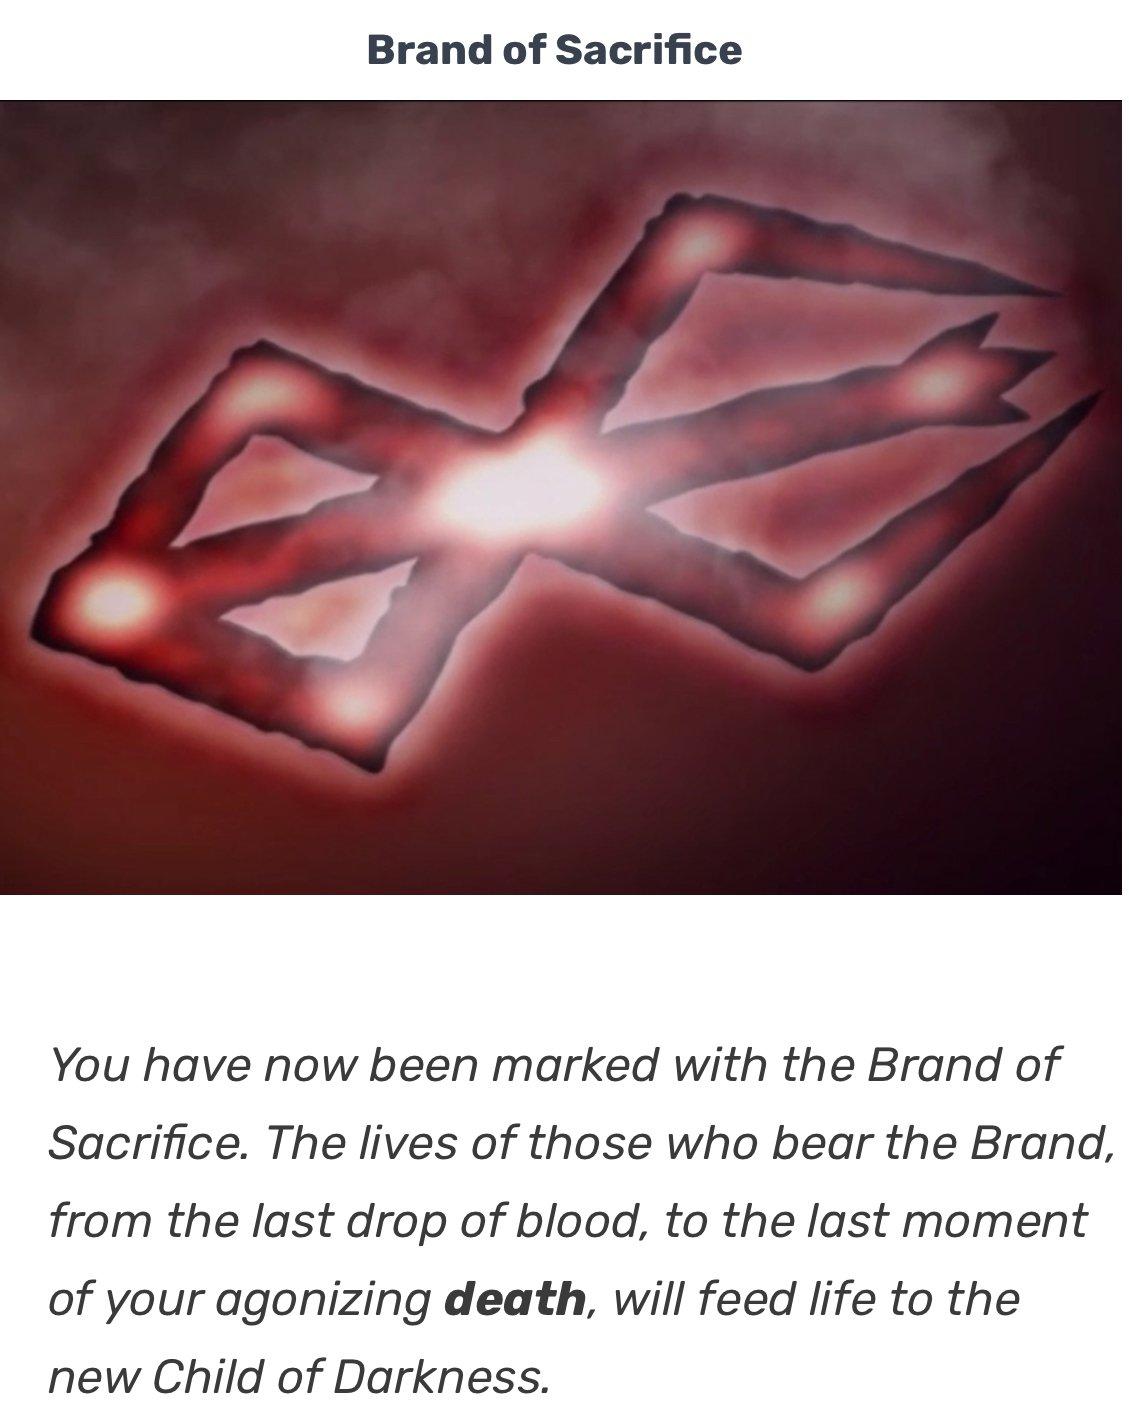 Brand of Sacrifice
You have now been marked with the Brand of
Sacrifice. The lives of those who bear the Brand,
from the last drop of blood, to the last moment
of your agonizing death, will feed life to the
new Child of Darkness.